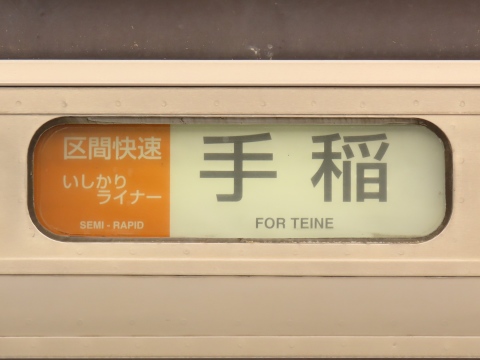 区間快速
いしかり
ライナー
SEMI - RAPID
手稲
FOR TEINE